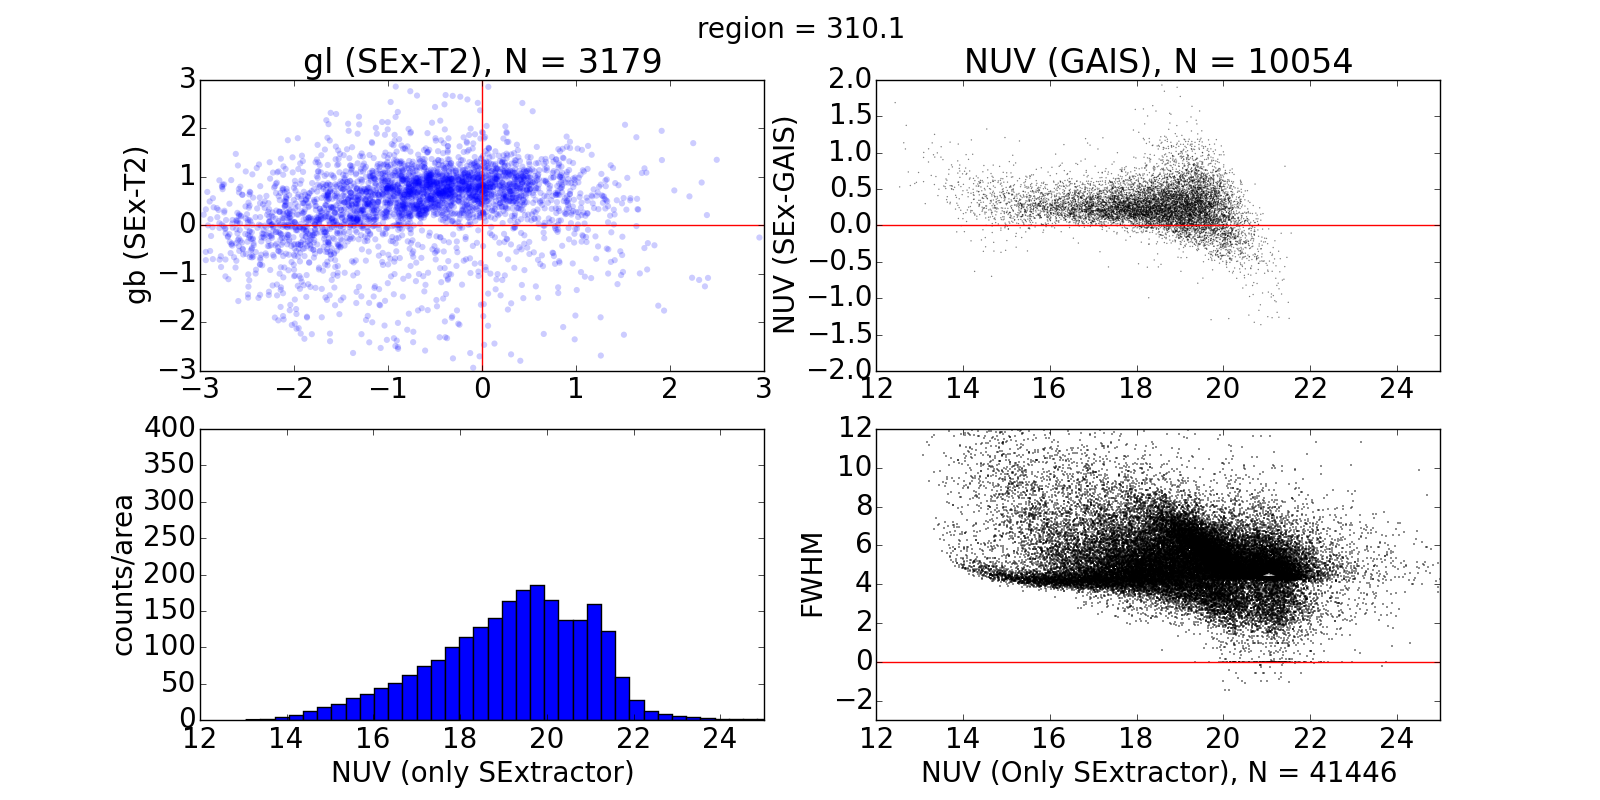 region = 310.1
gl (SEx-T2), N = 3179
3
2
1
0
−1
−2
−3
gb (SEx-T2)
−3 −2 −1 0 1 2 3
NUV (GAIS), N = 10054
2.0
1.5
1.0
0.5
0.0
−0.5
−1.0
−1.5
−2.0
NUV (SEx-GAIS)
12 14 16 18 20 22 24
400
350
300
250
200
150
100
50
0
counts/area
12 14 16 18 20 22 24
NUV (only SExtractor)
12
10
8
6
4
2
0
−2
FWHM
12 14 16 18 20 22 24
NUV (Only SExtractor), N = 41446